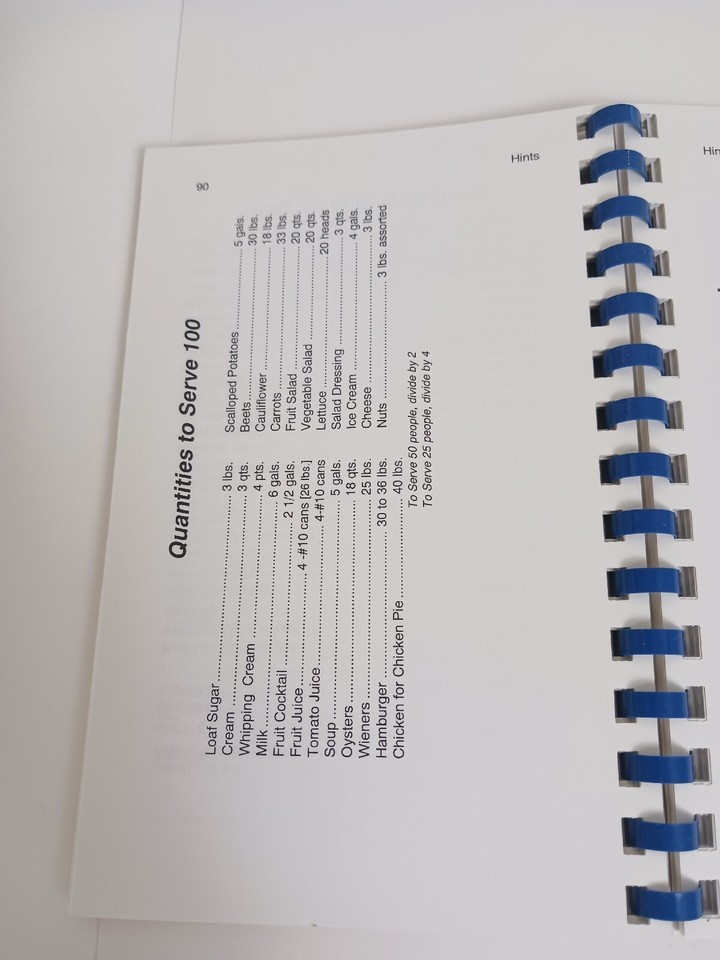 90
Hints
Quantities to Serve 100
Loaf Sugar 3 lbs.
Cream 3 qts.
Whipping Cream 4 pts.
Milk 6 gals.
Fruit Cocktail 2 1/2 gals.
Fruit Juice 4 -#10 cans [26 lbs.]
Tomato Juice 4-#10 cans
Soup 5 gals.
Oysters 18 qts.
Wieners 25 lbs.
Hamburger 30 to 36 lbs.
Chicken for Chicken Pie 40 lbs.
Scalloped Potatoes 5 gals.
Beets 30 lbs.
Cauliflower 18 lbs.
Carrots 33 lbs.
Fruit Salad 20 qts.
Vegetable Salad 20 qts.
Lettuce 20 heads
Salad Dressing 3 qts.
Ice Cream 4 gals.
Cheese 3 lbs.
Nuts 3 lbs. assorted
To Serve 50 people, divide by 2
To Serve 25 people, divide by 4